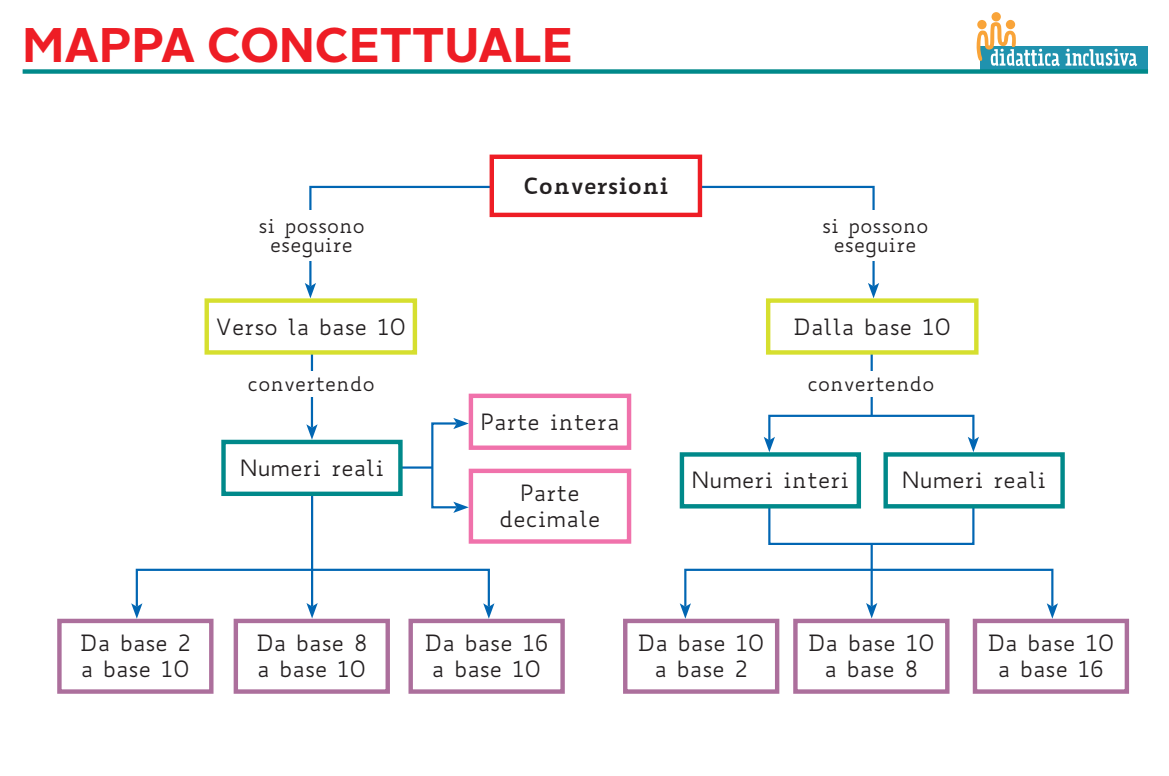 MAPPA CONCETTUALE
didattica inclusiva
Conversioni
si possono
eseguire
si possono
eseguire
Verso la base 10
Dalla base 10
convertendo
convertendo
Parte intera
Numeri reali
Parte
decimale
Numeri interi
Numeri reali
Da base 2
a base 10
Da base 8
a base 10
Da base 16
a base 10
Da base 10
a base 2
Da base 10
a base 8
Da base 10
a base 16